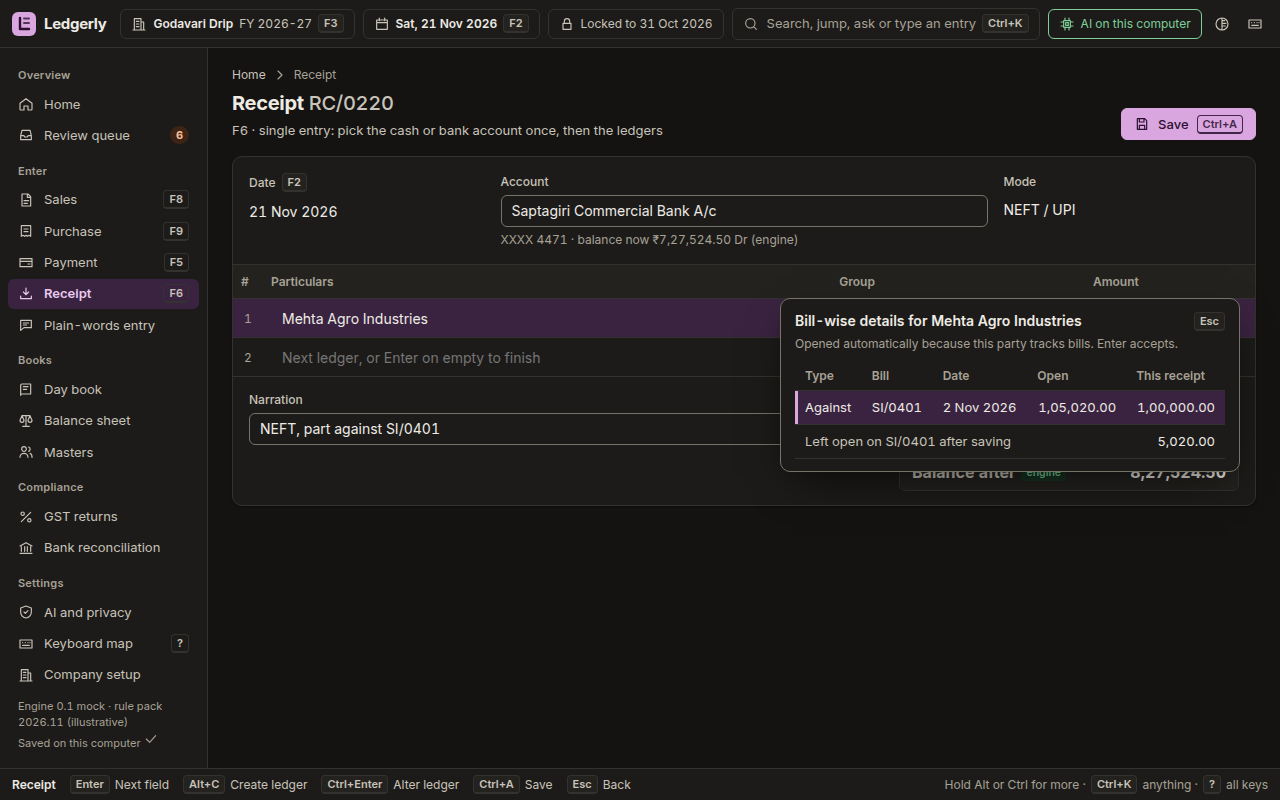 Ledgerly
Godavari Drip FY 2026-27 F3
Sat, 21 Nov 2026 F2
Locked to 31 Oct 2026
Search, jump, ask or type an entry Ctrl+K
AI on this computer
Overview
Home
Review queue 6
Enter
Sales F8
Purchase F9
Payment F5
Receipt F6
Plain-words entry
Books
Day book
Balance sheet
Masters
Compliance
GST returns
Bank reconciliation
Settings
AI and privacy
Keyboard map ?
Company setup
Engine 0.1 mock · rule pack
2026.11 (illustrative)
Saved on this computer
Home > Receipt
Receipt RC/0220
F6 · single entry: pick the cash or bank account once, then the ledgers
Save Ctrl+A
Date F2
21 Nov 2026
Account
Saptagiri Commercial Bank A/c
XXXX 4471 · balance now ₹7,27,524.50 Dr (engine)
Mode
NEFT / UPI
# Particulars Group Amount
1 Mehta Agro Industries
2 Next ledger, or Enter on empty to finish
Narration
NEFT, part against SI/0401
Bill-wise details for Mehta Agro Industries Esc
Opened automatically because this party tracks bills. Enter accepts.
Type Bill Date Open This receipt
Against SI/0401 2 Nov 2026 1,05,020.00 1,00,000.00
Left open on SI/0401 after saving 5,020.00
Balance after engine 8,27,524.50
Receipt Enter Next field Alt+C Create ledger Ctrl+Enter Alter ledger Ctrl+A Save Esc Back
Hold Alt or Ctrl for more · Ctrl+K anything · ? all keys